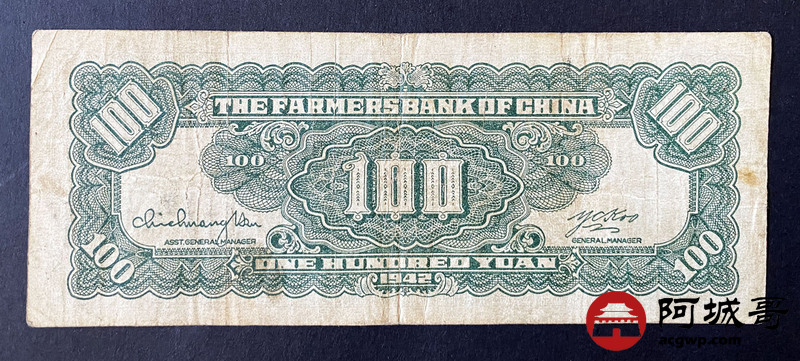 100
100
THE FARMERS BANK OF CHINA
100
100
100
ASST. GENERAL MANAGER
GENERAL MANAGER
100
100
ONE HUNDRED YUAN
1942
阿城哥
acgwp.com